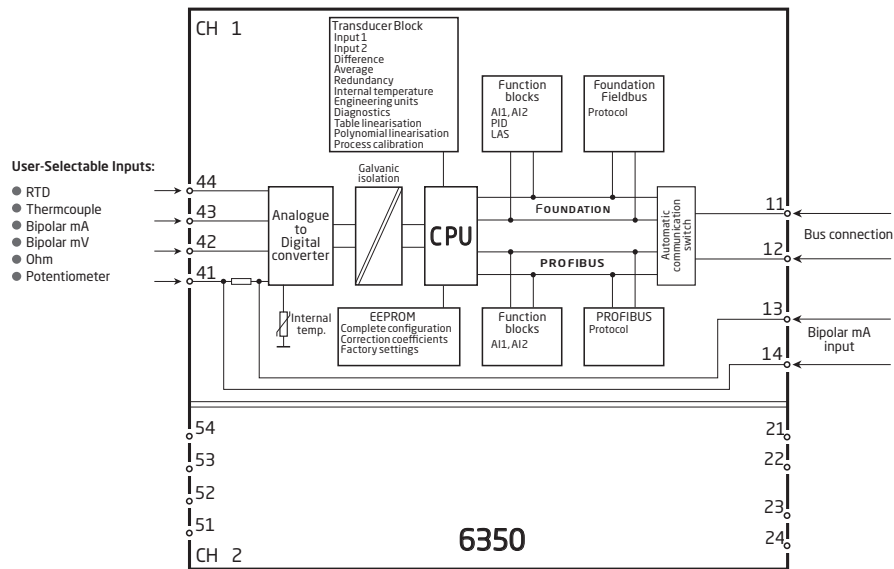 CH 1
Transducer Block
Input 1
Input 2
Difference
Average
Redundancy
Internal temperature
Engineering units
Diagnostics
Table linearisation
Polynomial linearisation
Process calibration
Function
blocks
AI1, AI2
PID
LAS
Foundation
Fieldbus
Protocol
User-Selectable Inputs:
RTD
Thermcouple
Bipolar mA
Bipolar mV
Ohm
Potentiometer
44
43
42
41
Analogue
to
Digital
converter
Galvanic
isolation
CPU
FOUNDATION
PROFIBUS
Automatic
communication
switch
11
12
Bus connection
13
14
Bipolar mA
input
Internal
temp.
EEPROM
Complete configuration
Correction coefficients
Factory settings
Function
blocks
AI1, AI2
PROFIBUS
Protocol
54
53
52
51
21
22
23
24
CH 2
6350